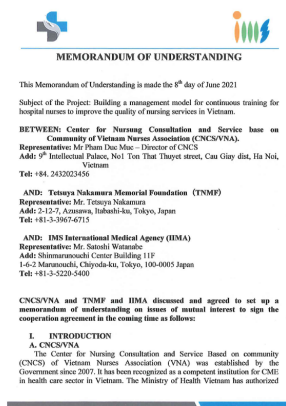 ims
MEMORANDUM OF UNDERSTANDING
This Memorandum of Understanding is made the 8th day of June 2021
Subject of the Project: Building a management model for continuous training for
hospital nurses to improve the quality of nursing services in Vietnam.
BETWEEN: Center for Nursung Consultation and Service base on
Community of Vietnam Nurses Association (CNCS/VNA).
Representative: Mr Pham Duc Muc – Director of CNCS
Add: 9th Intellectual Palace, No1 Ton That Thuyet street, Cau Giay dist, Ha Noi,
Vietnam
Tel: +84. 2432023456
AND: Tetsuya Nakamura Memorial Foundation (TNMF)
Representative: Mr. Tetsuya Nakamura
Add: 2-12-7, Azusawa, Itabashi-ku, Tokyo, Japan
Tel: +81-3-3967-6715
AND: IMS International Medical Agency (IIMA)
Representative: Mr. Satoshi Watanabe
Add: Shinmarunouchi Center Building 11F
1-6-2 Marunouchi, Chiyoda-ku, Tokyo, 100-0005 Japan
Tel: +81-3-5220-5400
CNCS/VNA and TNMF and IIMA discussed and agreed to set up a
memorandum of understanding on issues of mutual interest to sign the
cooperation agreement in the coming time as follows:
I. INTRODUCTION
A. CNCS/VNA
The Center for Nursing Consultation and Service Based on community
(CNCS) of Vietnam Nurses Association (VNA) was established by the
Government since 2007. It has been recognized as a competent institution for CME
in health care sector in Vietnam. The Ministry of Health Vietnam has authorized